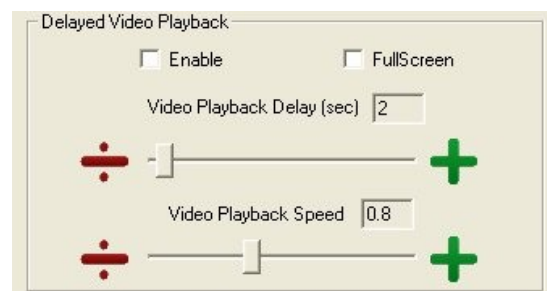 Delayed Video Playback
Enable FullScreen
Video Playback Delay (sec) 2
Video Playback Speed 0.8